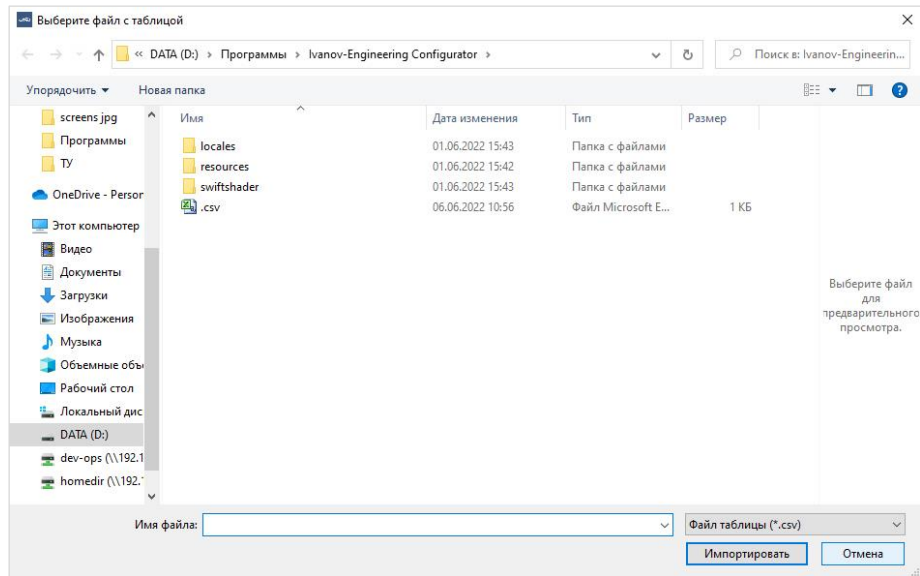 Выберите файл с таблицой
« DATA (D:) › Программы › Ivanov-Engineering Configurator ›
Поиск в: Ivanov-Engineerin...
Упорядочить Новая папка
screens jpg
Программы
ТУ
OneDrive - Person
Этот компьютер
Видео
Документы
Загрузки
Изображения
Музыка
Объемные объ
Рабочий стол
Локальный дис
DATA (D:)
dev-ops (\\192.1
homedir (\\192.1
Имя Дата изменения Тип Размер
locales 01.06.2022 15:43 Папка с файлами
resources 01.06.2022 15:42 Папка с файлами
swiftshader 01.06.2022 15:43 Папка с файлами
.csv 06.06.2022 10:56 Файл Microsoft E... 1 КБ
Выберите файл
для
предварительного
просмотра.
Имя файла: Файл таблицы (*.csv)
Импортировать Отмена